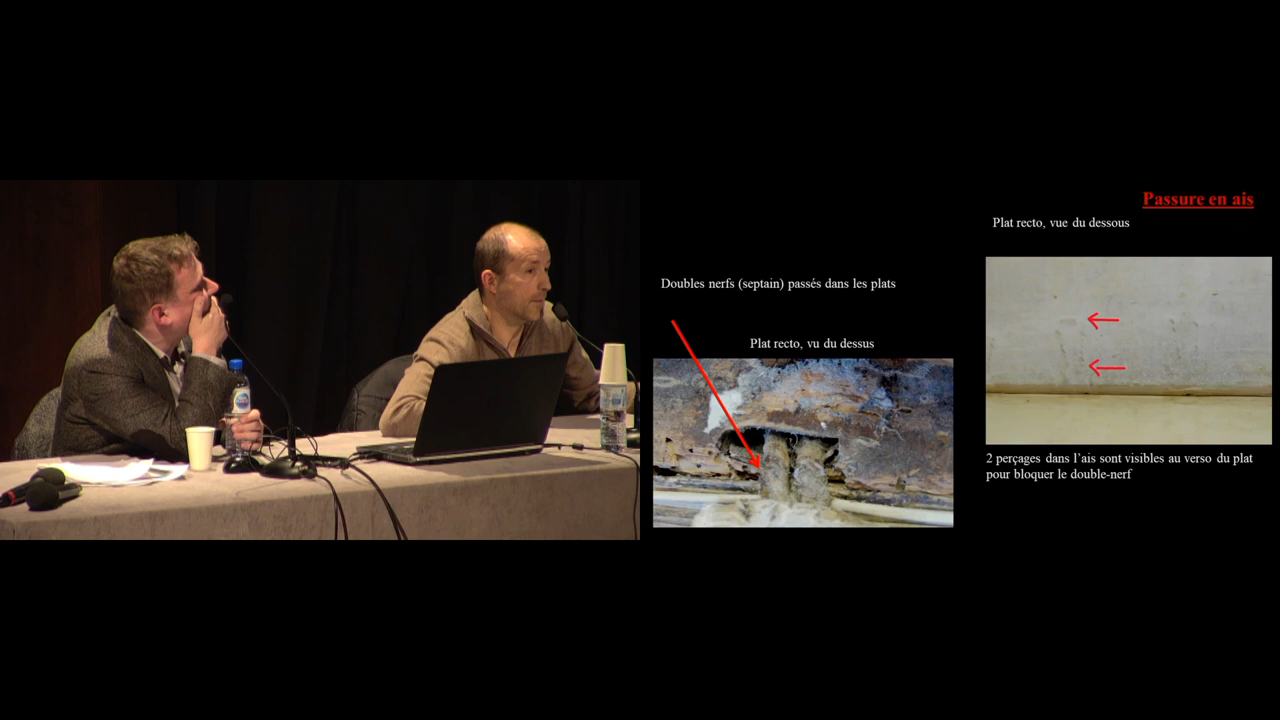 Passure en ais
Plat recto, vue du dessous
Doubles nerfs (septain) passés dans les plats
Plat recto, vu du dessus
2 perçages dans l'ais sont visibles au verso du plat
pour bloquer le double-nerf